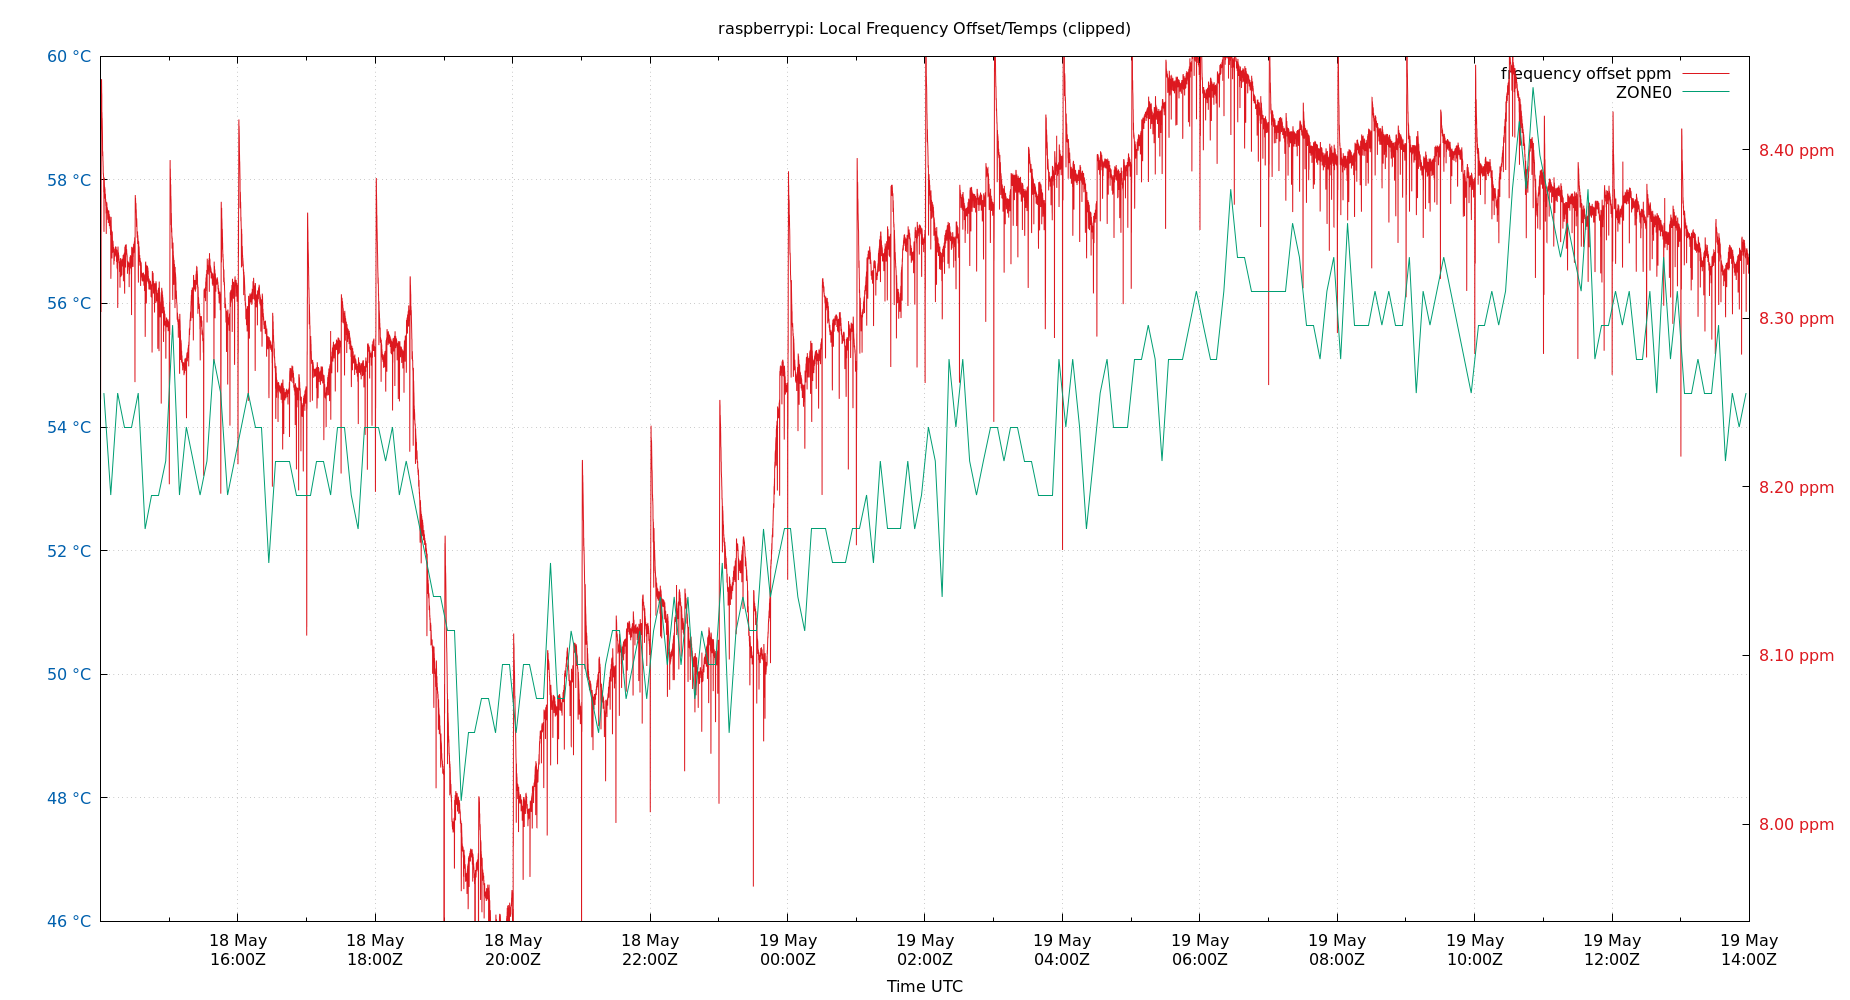 raspberrypi: Local Frequency Offset/Temps (clipped)
60 °C
58 °C
56 °C
54 °C
52 °C
50 °C
48 °C
46 °C
frequency offset ppm
ZONE0
8.40 ppm
8.30 ppm
8.20 ppm
8.10 ppm
8.00 ppm
18 May
16:00Z
18 May
18:00Z
18 May
20:00Z
18 May
22:00Z
19 May
00:00Z
19 May
02:00Z
19 May
04:00Z
19 May
06:00Z
19 May
08:00Z
19 May
10:00Z
19 May
12:00Z
19 May
14:00Z
Time UTC